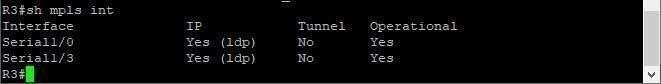 R3#sh mpls int
Interface              IP            Tunnel   Operational
Serial1/0              Yes (ldp)     No       Yes
Serial1/3              Yes (ldp)     No       Yes
R3#